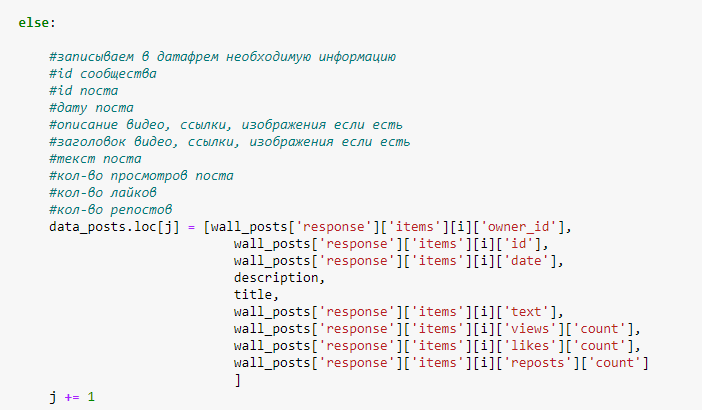 else:
#записываем в датафрем необходимую информацию
#id сообщества
#id поста
#дату поста
#описание видео, ссылки, изображения если есть
#заголовок видео, ссылки, изображения если есть
#текст поста
#кол-во просмотров поста
#кол-во лайков
#кол-во репостов
data_posts.loc[j] = [wall_posts['response']['items'][i]['owner_id'],
wall_posts['response']['items'][i]['id'],
wall_posts['response']['items'][i]['date'],
description,
title,
wall_posts['response']['items'][i]['text'],
wall_posts['response']['items'][i]['views']['count'],
wall_posts['response']['items'][i]['likes']['count'],
wall_posts['response']['items'][i]['reposts']['count']
]
j += 1